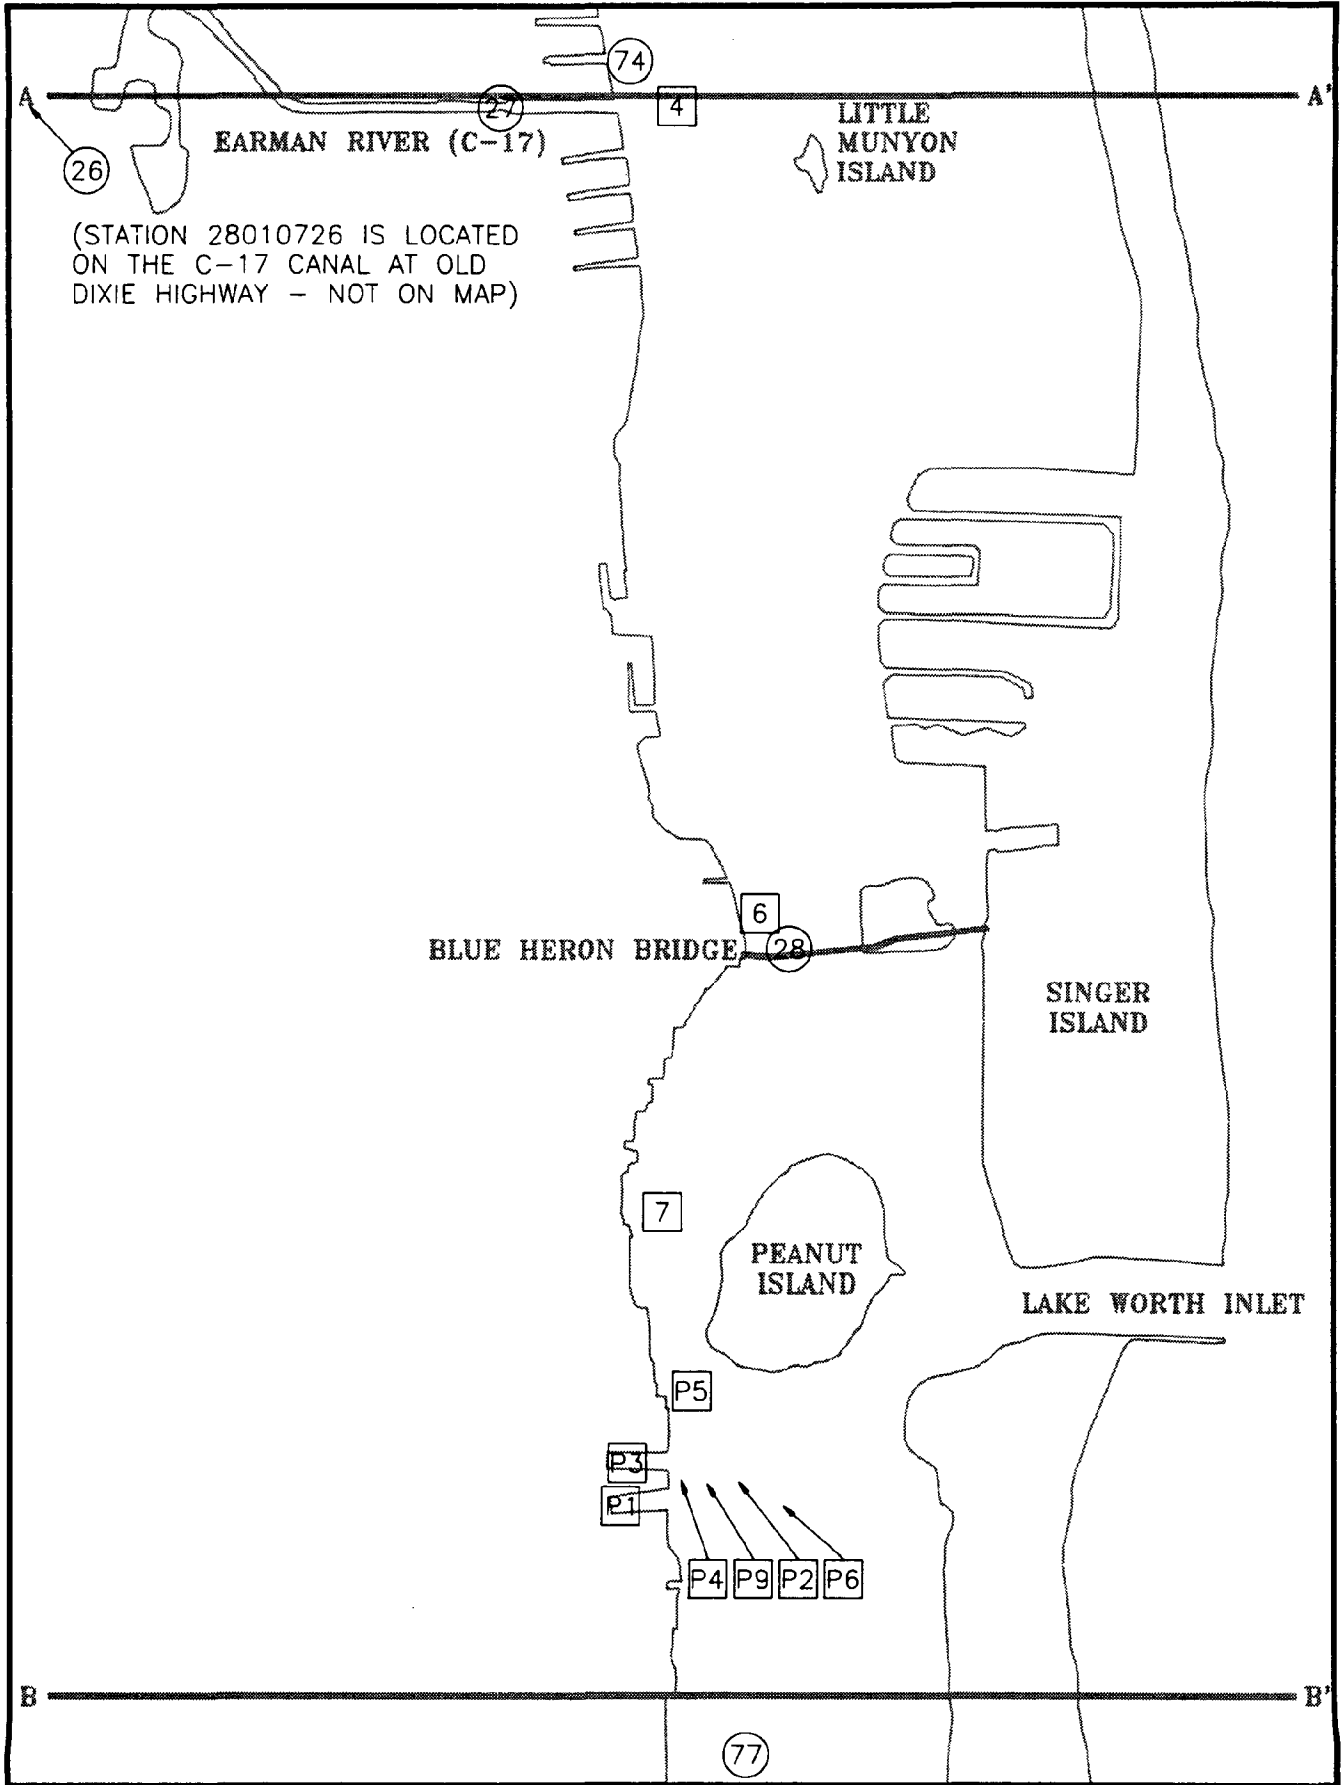 74
A
27
4
A'
LITTLE
MUNYON
ISLAND
EARMAN RIVER (C-17)
26
(STATION 28010726 IS LOCATED
ON THE C-17 CANAL AT OLD
DIXIE HIGHWAY - NOT ON MAP)
6
BLUE HERON BRIDGE
28
SINGER
ISLAND
7
PEANUT
ISLAND
LAKE WORTH INLET
P5
P3
P1
P4
P9
P2
P6
B
B'
77